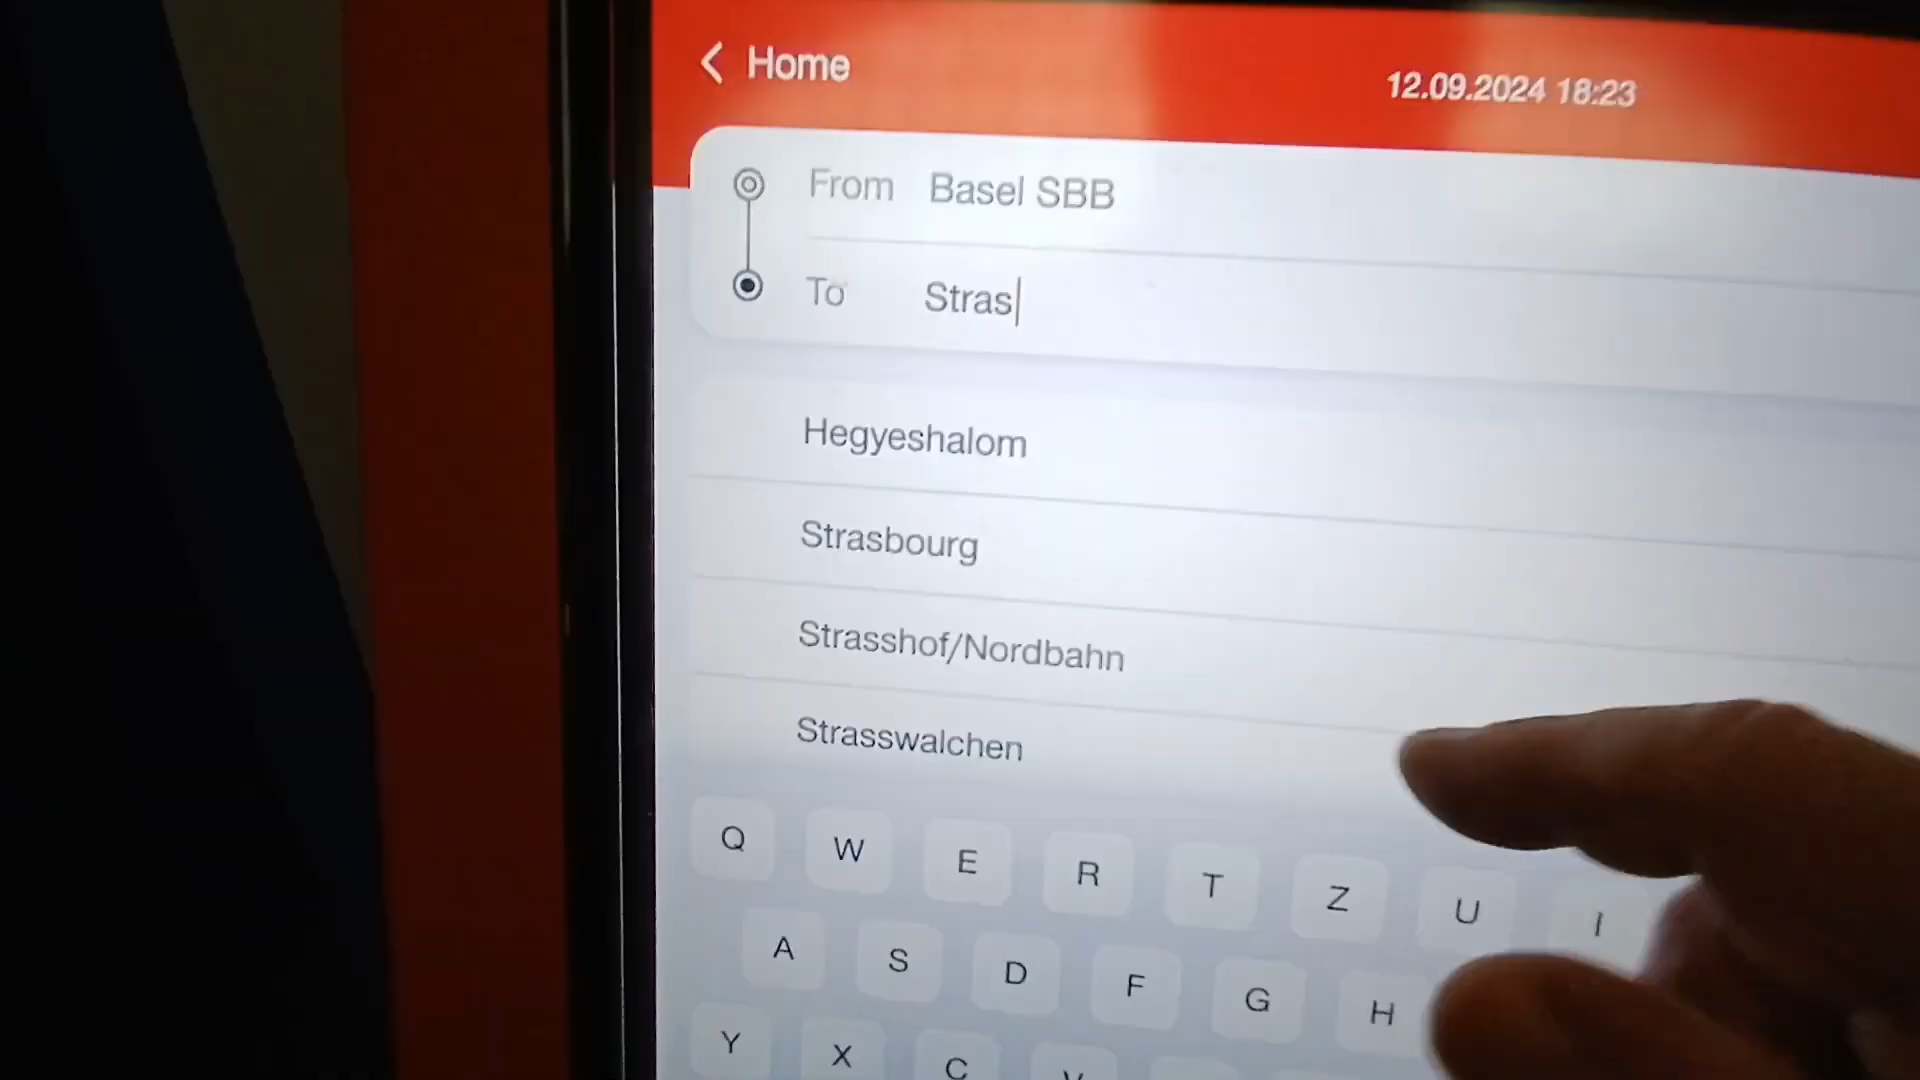 Home
12.09.2024 18:23
From Basel SBB
To Stras
Hegyeshalom
Strasbourg
Strasshof/Nordbahn
Strasswalchen
Q W E R T Z U I
A S D F G H
Y X C V